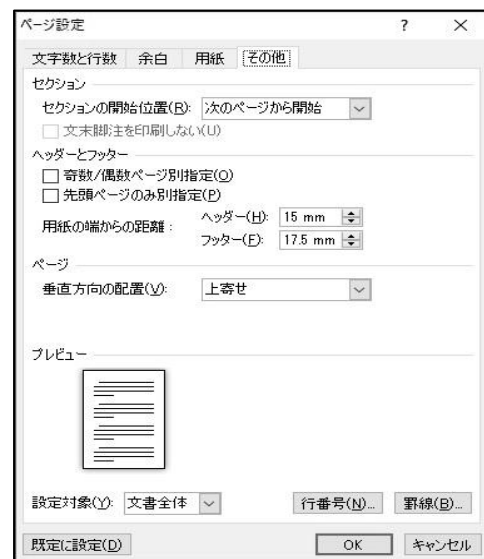 ページ設定 ? ×
文字数と行数 余白 用紙 その他
セクション
セクションの開始位置(R): 次のページから開始
文末脚注を印刷しない(U)
ヘッダーとフッター
奇数/偶数ページ別指定(O)
先頭ページのみ別指定(P)
用紙の端からの距離： ヘッダー(H): 15 mm
フッター(F): 17.5 mm
ページ
垂直方向の配置(V): 上寄せ
プレビュー
設定対象(Y): 文書全体 行番号(N)... 罫線(B)...
既定に設定(D) OK キャンセル